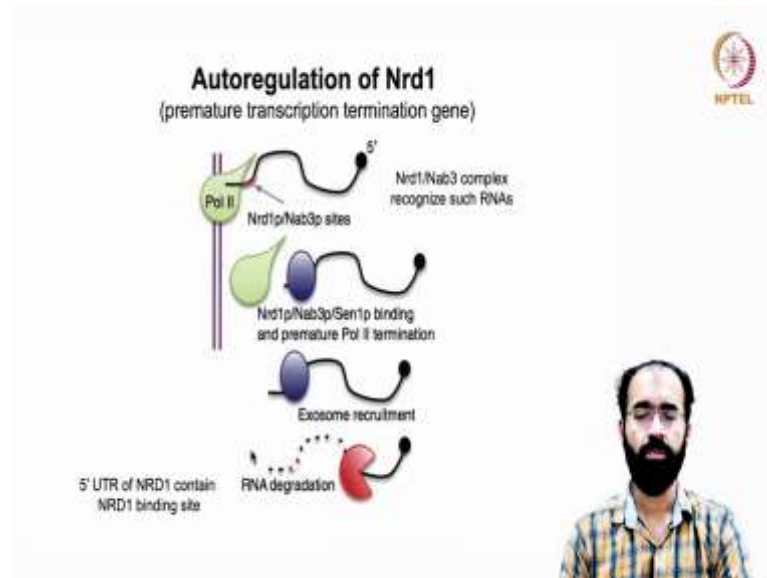 Autoregulation of Nrd1
(premature transcription termination gene)
NPTEL
5'
Pol II
Nrd1/Nab3 complex
recognize such RNAs
Nrd1p/Nab3p sites
Nrd1p/Nab3p/Sen1p binding
and premature Pol II termination
Exosome recruitment
5' UTR of NRD1 contain
NRD1 binding site
RNA degradation